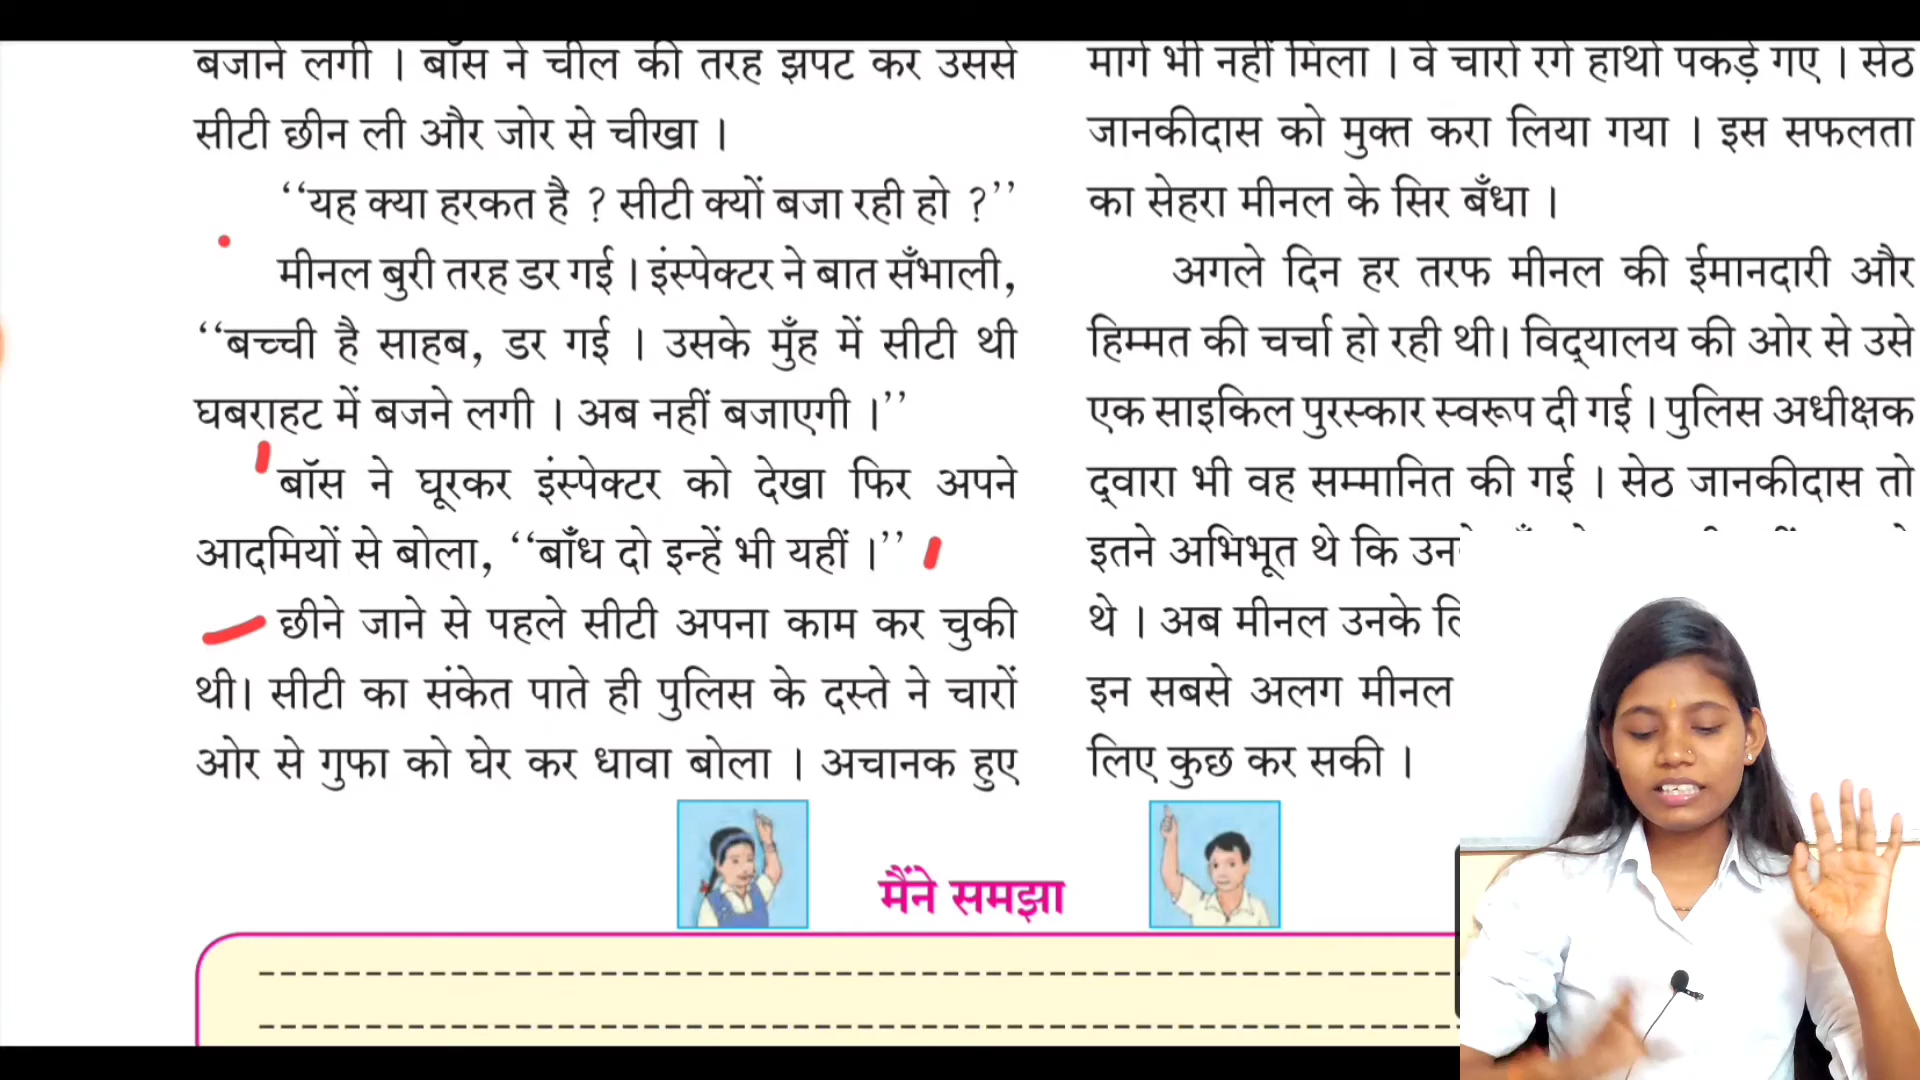 बजाने लगी । बॉस ने चील की तरह झपट कर उससे
सीटी छीन ली और जोर से चीखा ।
‘‘यह क्या हरकत है ? सीटी क्यों बजा रही हो ?’’
मीनल बुरी तरह डर गई । इंस्पेक्टर ने बात सँभाली,
‘‘बच्ची है साहब, डर गई । उसके मुँह में सीटी थी
घबराहट में बजने लगी । अब नहीं बजाएगी ।’’
बॉस ने घूरकर इंस्पेक्टर को देखा फिर अपने
आदमियों से बोला, ‘‘बाँध दो इन्हें भी यहीं ।’’
छीने जाने से पहले सीटी अपना काम कर चुकी
थी। सीटी का संकेत पाते ही पुलिस के दस्ते ने चारों
ओर से गुफा को घेर कर धावा बोला । अचानक हुए
मार्ग भी नहीं मिला । वे चारों रंगे हाथों पकड़े गए । सेठ
जानकीदास को मुक्त करा लिया गया । इस सफलता
का सेहरा मीनल के सिर बँधा ।
अगले दिन हर तरफ मीनल की ईमानदारी और
हिम्मत की चर्चा हो रही थी। विद्‌यालय की ओर से उसे
एक साइकिल पुरस्कार स्वरूप दी गई । पुलिस अधीक्षक
द्‌वारा भी वह सम्मानित की गई । सेठ जानकीदास तो
इतने अभिभूत थे कि
थे । अब मीनल उनके
इन सबसे अलग मीनल
लिए कुछ कर सकी ।
मैंने समझा